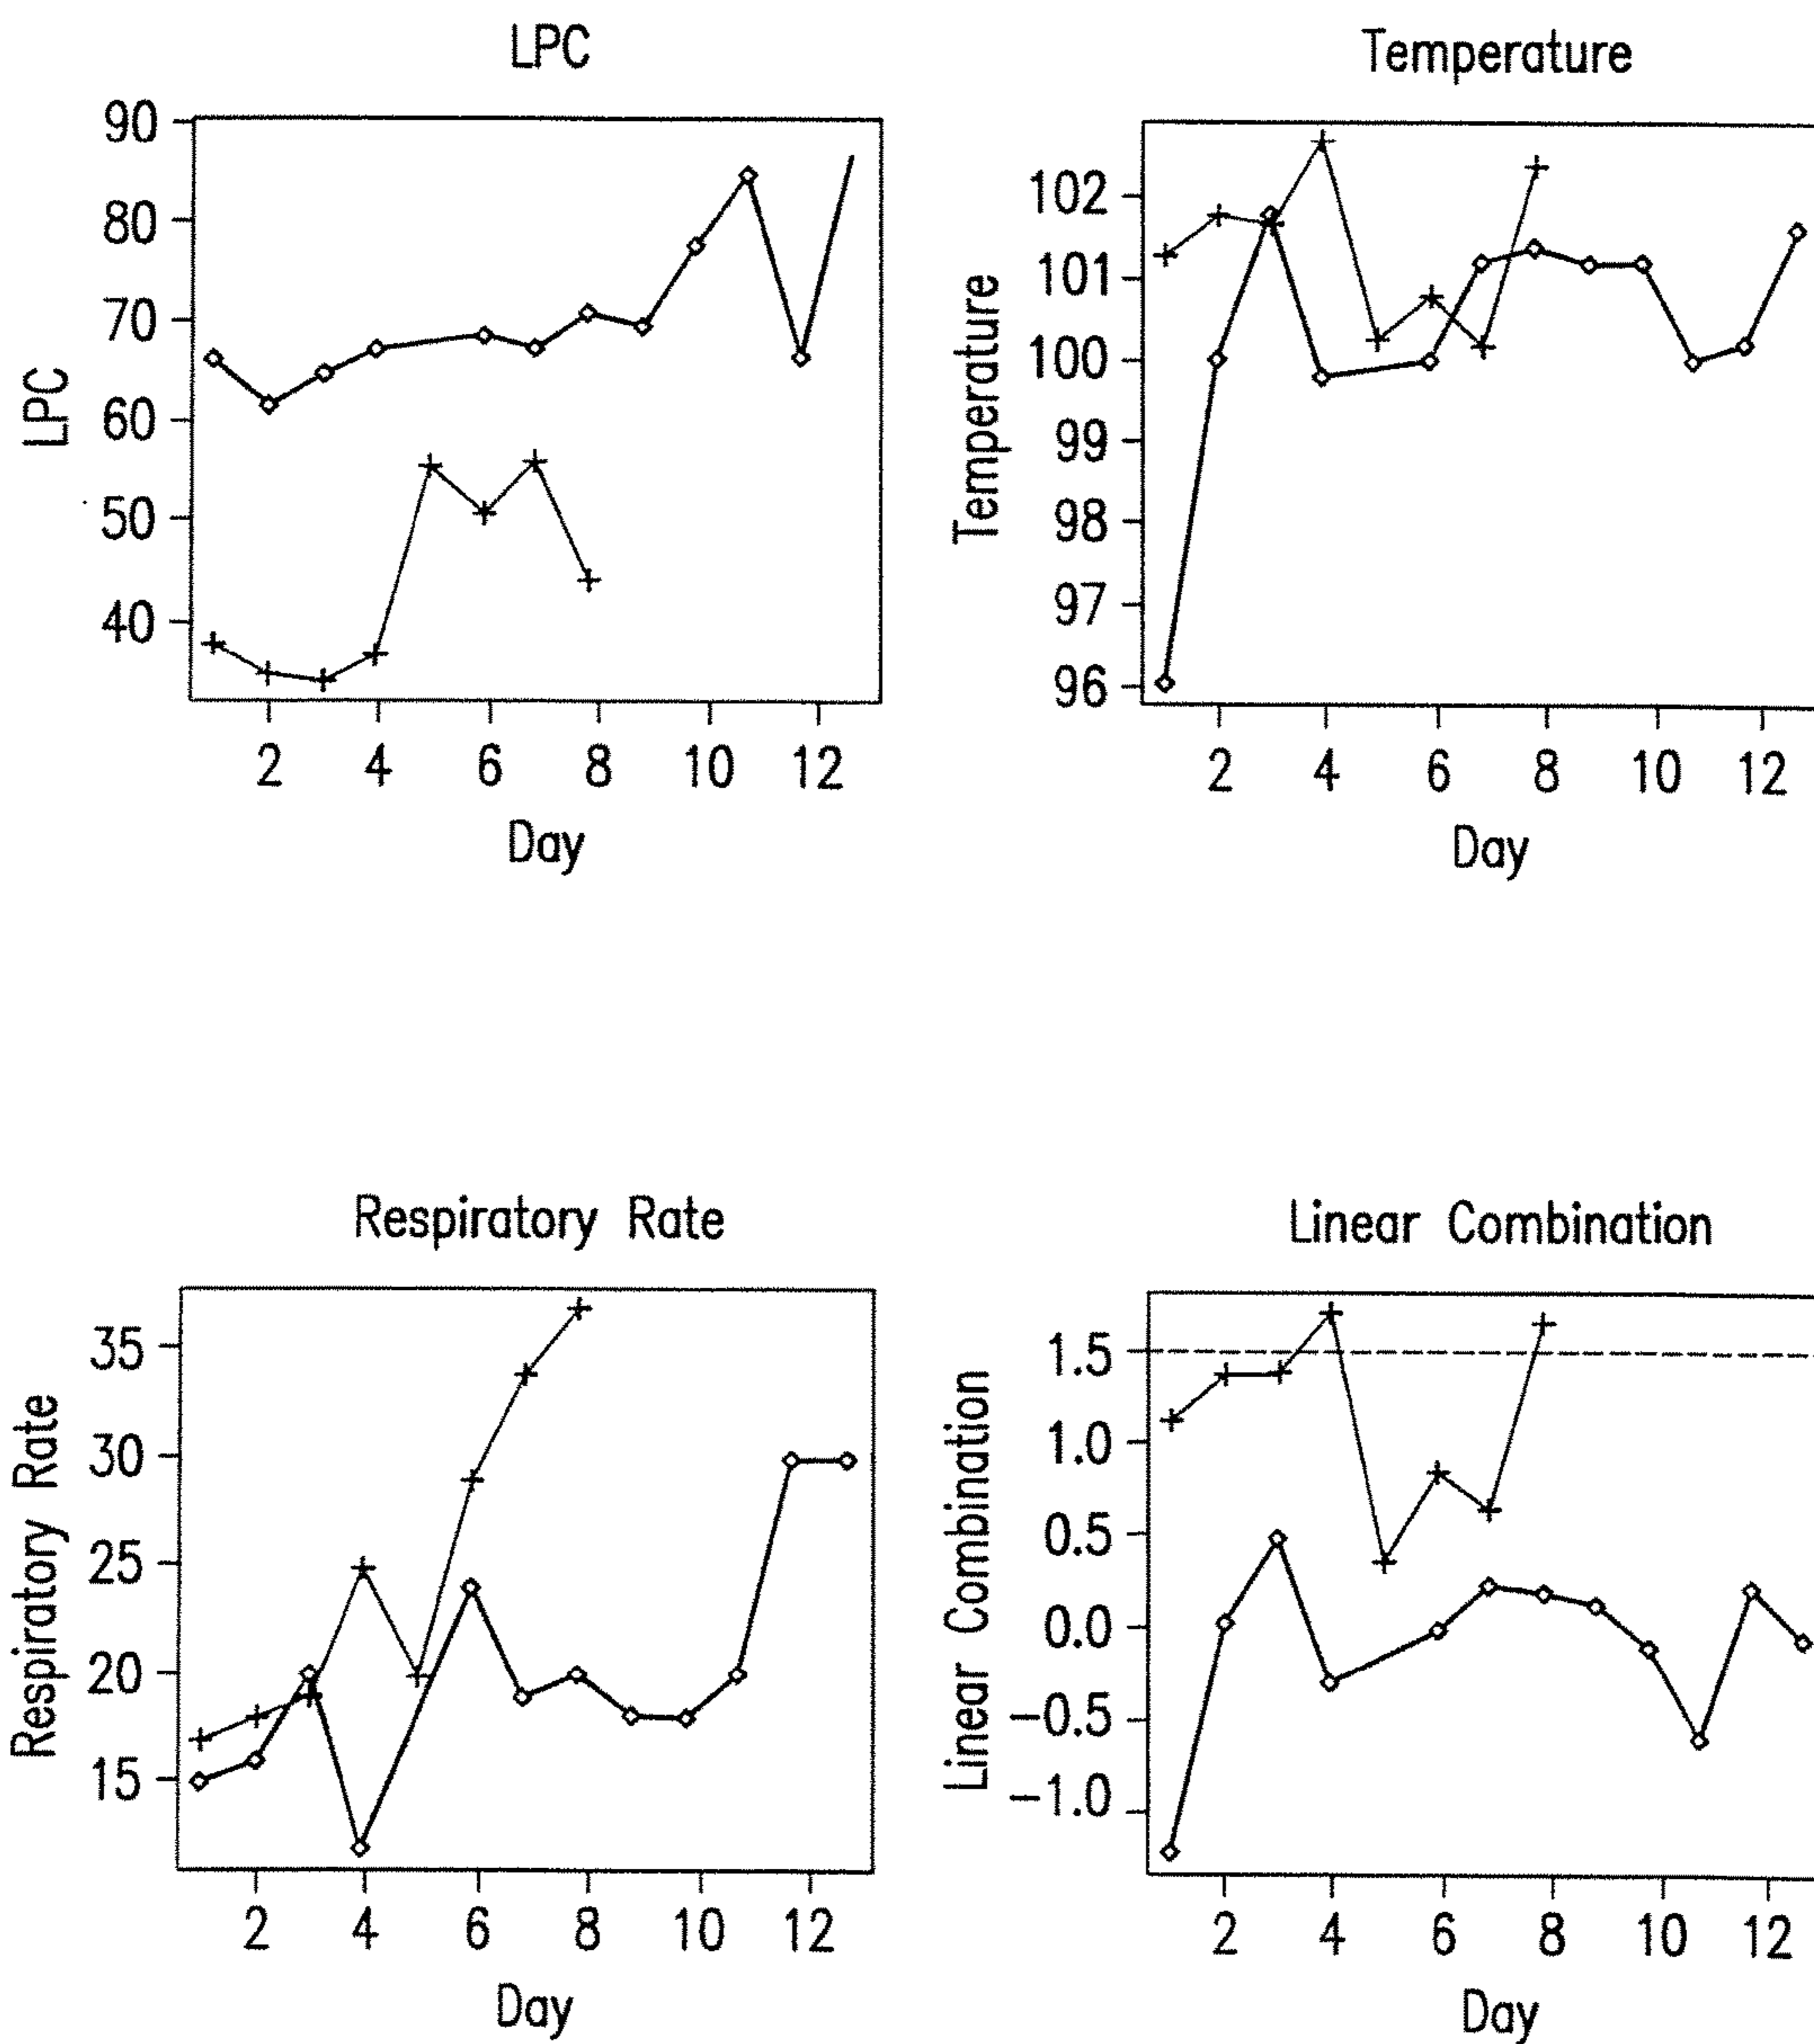 LPC
Temperature
90
80
70
60
50
40
LPC
2 4 6 8 10 12
Day
102
101
100
99
98
97
96
Temperature
2 4 6 8 10 12
Day
Respiratory Rate
Linear Combination
35
30
25
20
15
Respiratory Rate
2 4 6 8 10 12
Day
1.5
1.0
0.5
0.0
-0.5
-1.0
Linear Combination
2 4 6 8 10 12
Day